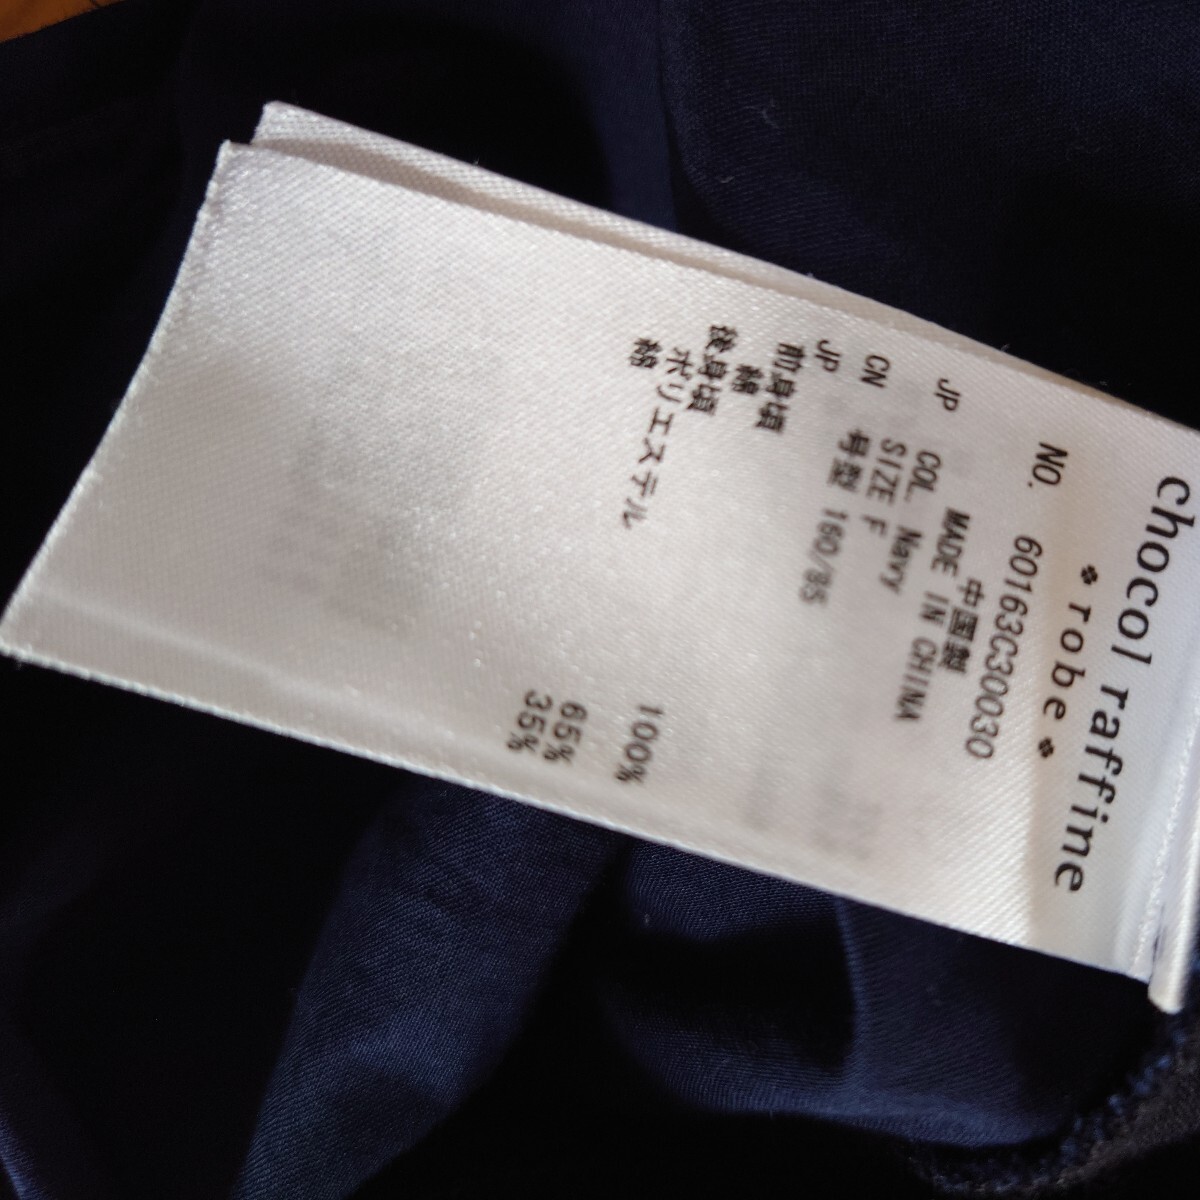 chocol raffine
robe
NO. 60163C30030
中国製
JP MADE IN CHINA
COL. Navy
SIZE F
CN 号型 160/85
JP
JP 前身頃
綿 100%
後身頃
ポリエステル 65%
綿 35%